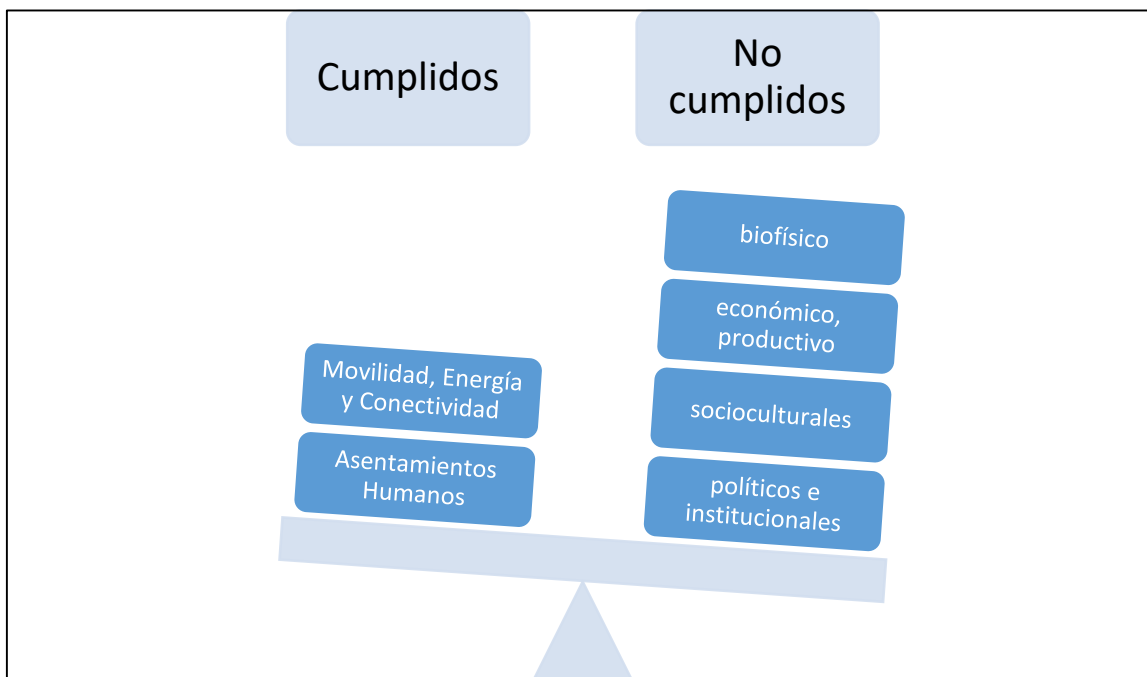 Cumplidos
No
cumplidos
Movilidad, Energía
y Conectividad
Asentamientos
Humanos
biofísico
económico,
productivo
socioculturales
políticos e
institucionales